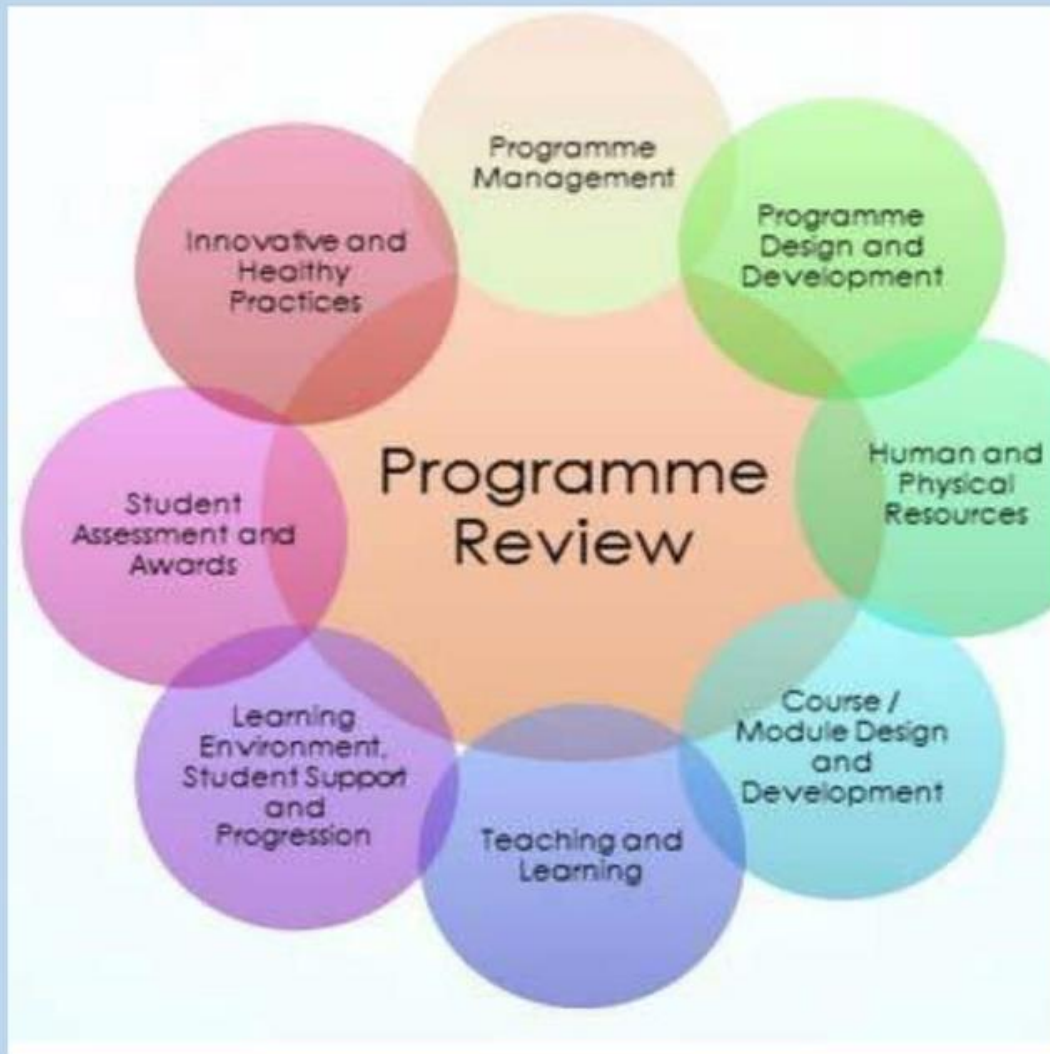 Programme
Management
Programme
Design and
Development
Human and
Physical
Resources
Course /
Module Design
and
Development
Teaching and
Learning
Learning
Environment,
Student Support
and
Progression
Student
Assessment and
Awards
Innovative and
Healthy
Practices
Programme
Review